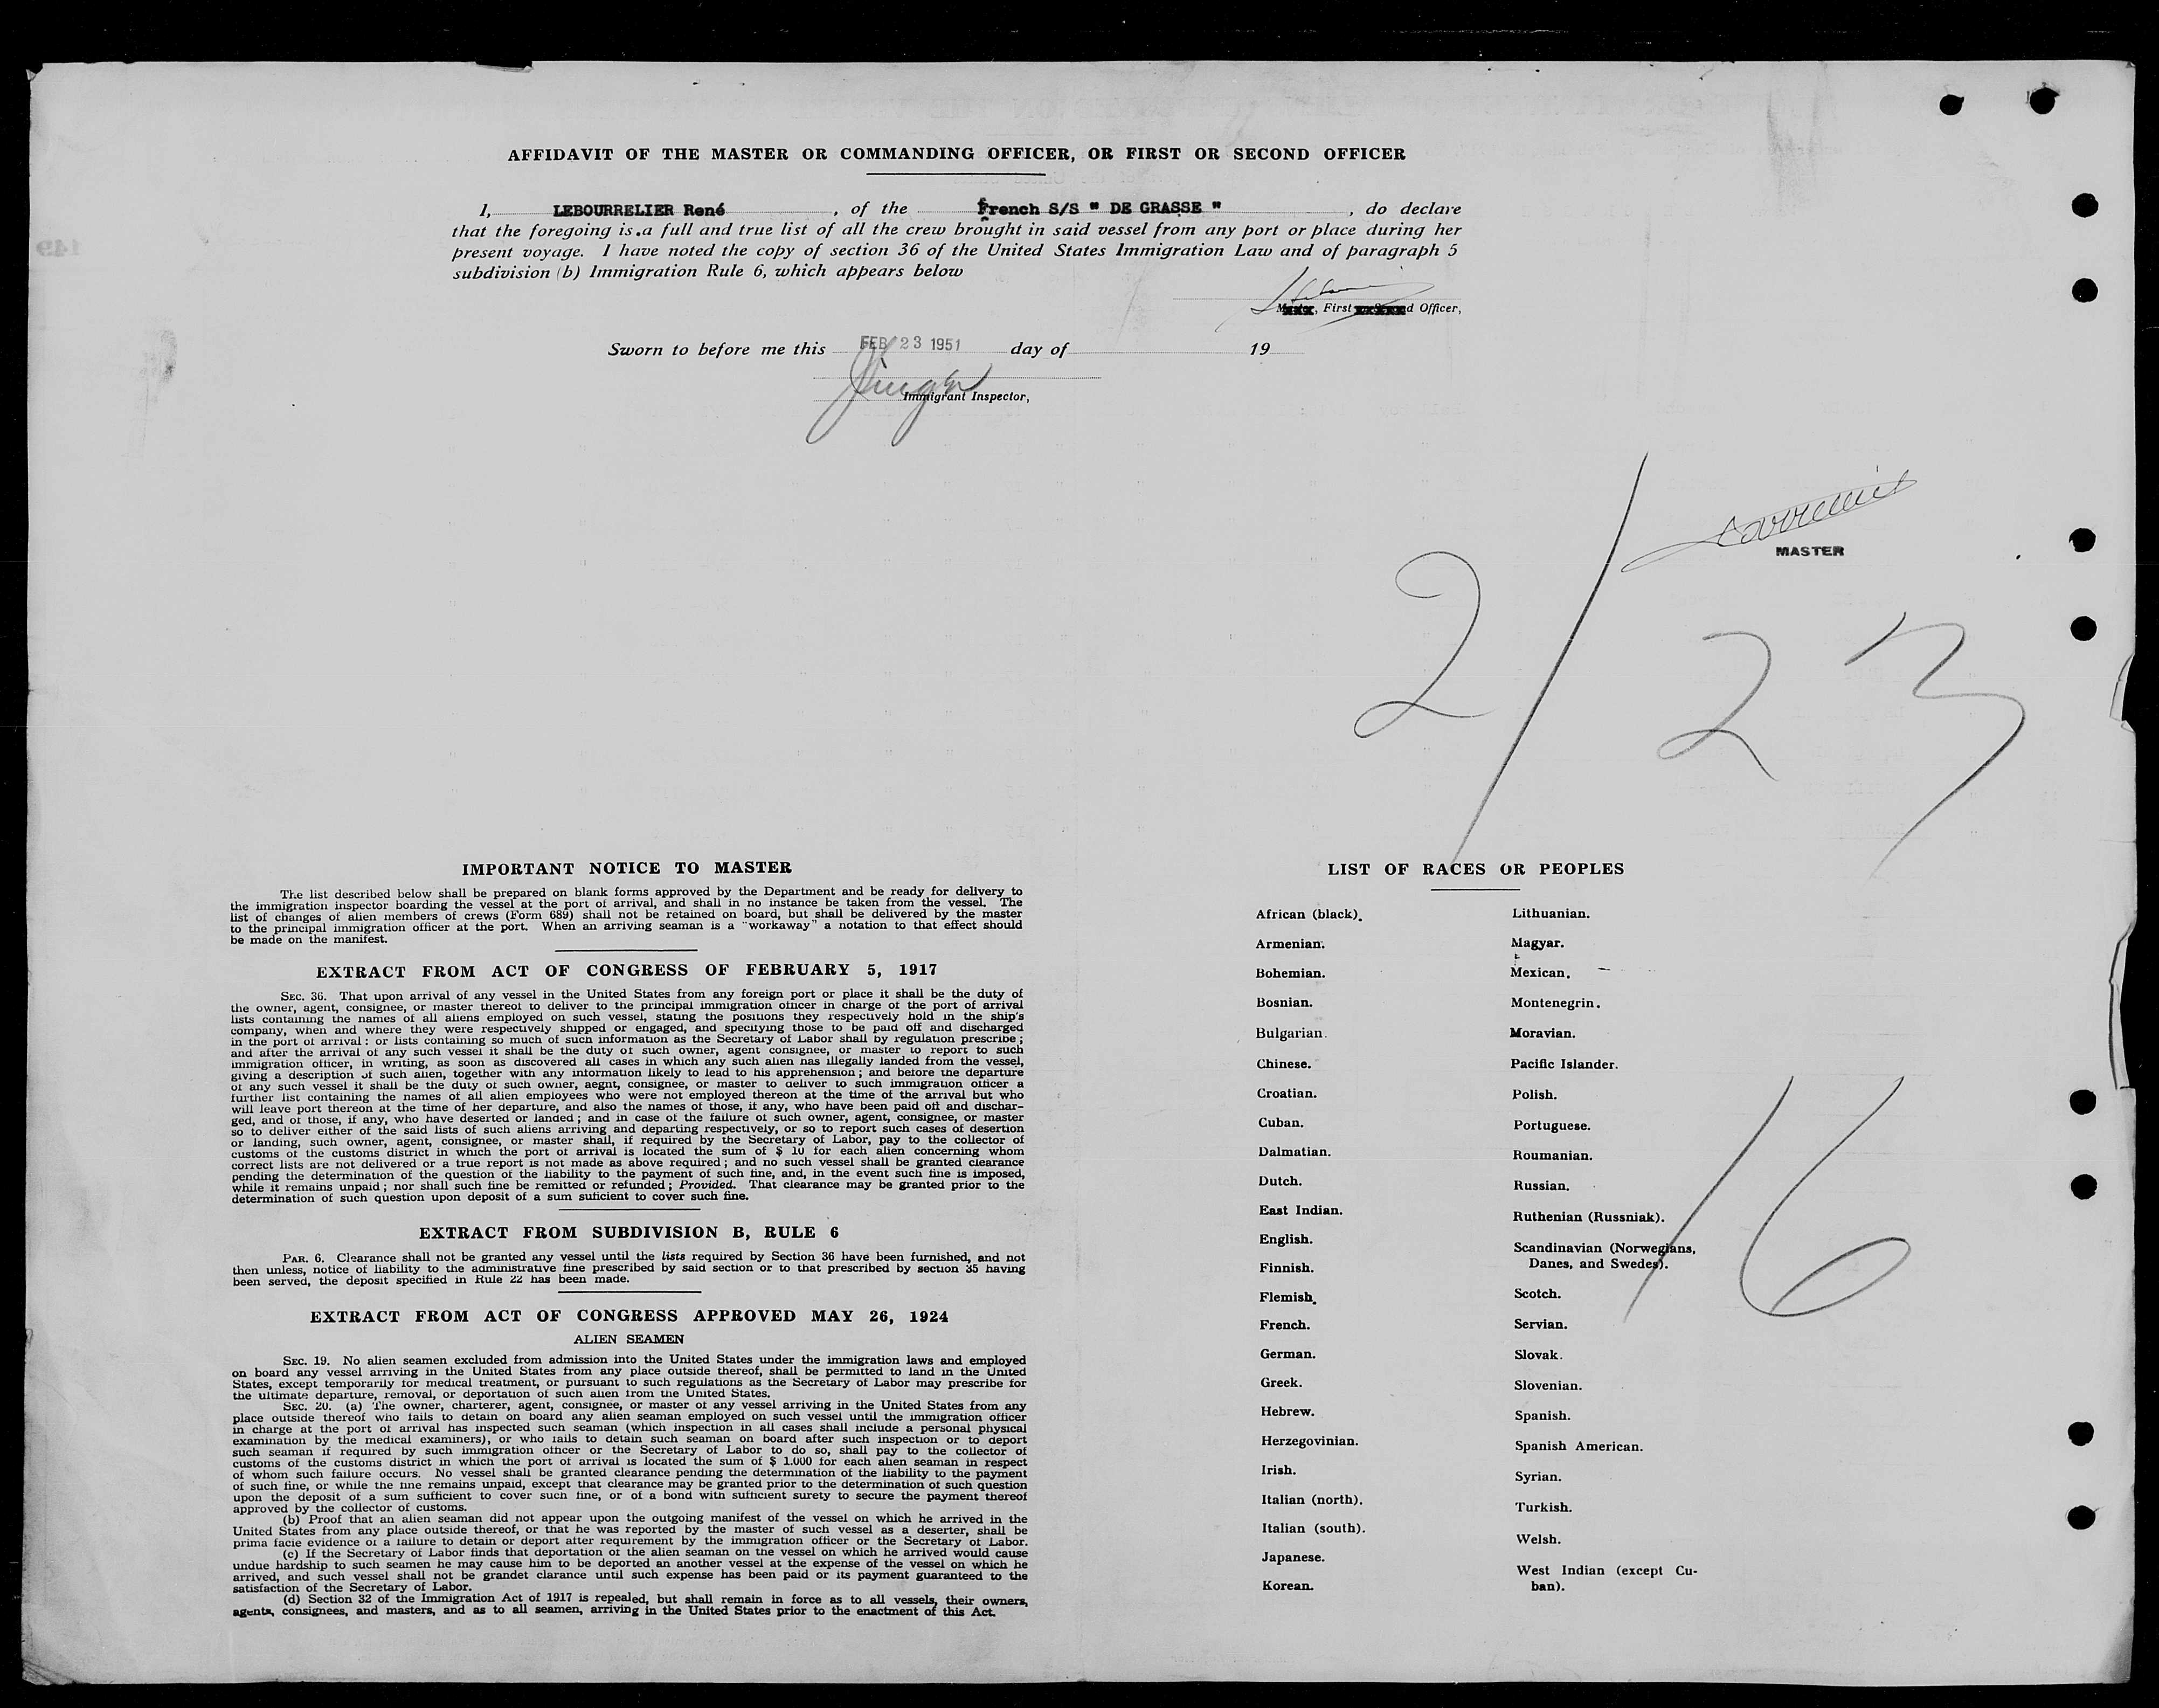 AFFIDAVIT OF THE MASTER OR COMMANDING OFFICER, OR FIRST OR SECOND OFFICER
I, LEBOURRELIER René , of the French S/S " DE GRASSE " , do declare
that the foregoing is a full and true list of all the crew brought in said vessel from any port or place during her
present voyage. I have noted the copy of section 36 of the United States Immigration Law and of paragraph 5
subdivision (b) Immigration Rule 6, which appears below
, First Officer,
Sworn to before me this FEB 23 1951 day of 19
Immigrant Inspector,
MASTER
2/23
IMPORTANT NOTICE TO MASTER
The list described below shall be prepared on blank forms approved by the Department and be ready for delivery to
the immigration inspector boarding the vessel at the port of arrival, and shall in no instance be taken from the vessel. The
list of changes of alien members of crews (Form 689) shall not be retained on board, but shall be delivered by the master
to the principal immigration officer at the port. When an arriving seaman is a "workaway" a notation to that effect should
be made on the manifest.
EXTRACT FROM ACT OF CONGRESS OF FEBRUARY 5, 1917
SEC. 36. That upon arrival of any vessel in the United States from any foreign port or place it shall be the duty of
the owner, agent, consignee, or master thereof to deliver to the principal immigration officer in charge of the port of arrival
lists containing the names of all aliens employed on such vessel, stating the positions they respectively hold in the ship's
company, when and where they were respectively shipped or engaged, and specifying those to be paid off and discharged
in the port of arrival : or lists containing so much of such information as the Secretary of Labor shall by regulation prescribe ;
and after the arrival of any such vessel it shall be the duty of such owner, agent consignee, or master to report to such
immigration officer, in writing, as soon as discovered all cases in which any such alien has illegally landed from the vessel,
giving a description of such alien, together with any information likely to lead to his apprehension ; and before the departure
of any such vessel it shall be the duty of such owner, aegnt, consignee, or master to deliver to such immigration officer a
further list containing the names of all alien employees who were not employed thereon at the time of the arrival but who
will leave port thereon at the time of her departure, and also the names of those, if any, who have been paid off and dischar-
ged, and of those, if any, who have deserted or landed ; and in case of the failure of such owner, agent, consignee, or master
so to deliver either of the said lists of such aliens arriving and departing respectively, or so to report such cases of desertion
or landing, such owner, agent, consignee, or master shall, if required by the Secretary of Labor, pay to the collector of
customs of the customs district in which the port of arrival is located the sum of $ 10 for each alien concerning whom
correct lists are not delivered or a true report is not made as above required ; and no such vessel shall be granted clearance
pending the determination of the question of the liability to the payment of such fine, and, in the event such fine is imposed,
while it remains unpaid ; nor shall such fine be remitted or refunded ; Provided. That clearance may be granted prior to the
determination of such question upon deposit of a sum suficient to cover such fine.
EXTRACT FROM SUBDIVISION B, RULE 6
PAR. 6. Clearance shall not be granted any vessel until the lists required by Section 36 have been furnished, and not
then unless, notice of liability to the administrative fine prescribed by said section or to that prescribed by section 35 having
been served, the deposit specified in Rule 22 has been made.
EXTRACT FROM ACT OF CONGRESS APPROVED MAY 26, 1924
ALIEN SEAMEN
SEC. 19. No alien seamen excluded from admission into the United States under the immigration laws and employed
on board any vessel arriving in the United States from any place outside thereof, shall be permitted to land in the United
States, except temporarily for medical treatment, or pursuant to such regulations as the Secretary of Labor may prescribe for
the ultimate departure, removal, or deportation of such alien from the United States.
SEC. 20. (a) The owner, charterer, agent, consignee, or master of any vessel arriving in the United States from any
place outside thereof who fails to detain on board any alien seaman employed on such vessel until the immigration officer
in charge at the port of arrival has inspected such seaman (which inspection in all cases shall include a personal physical
examination by the medical examiners), or who fails to detain such seaman on board after such inspection or to deport
such seaman if required by such immigration officer or the Secretary of Labor to do so, shall pay to the collector of
customs of the customs district in which the port of arrival is located the sum of $ 1.000 for each alien seaman in respect
of whom such failure occurs. No vessel shall be granted clearance pending the determination of the liability to the payment
of such fine, or while the fine remains unpaid, except that clearance may be granted prior to the determination of such question
upon the deposit of a sum sufficient to cover such fine, or of a bond with sufficient surety to secure the payment thereof
approved by the collector of customs.
(b) Proof that an alien seaman did not appear upon the outgoing manifest of the vessel on which he arrived in the
United States from any place outside thereof, or that he was reported by the master of such vessel as a deserter, shall be
prima facie evidence of a failure to detain or deport after requirement by the immigration officer or the Secretary of Labor.
(c) If the Secretary of Labor finds that deportation of the alien seaman on the vessel on which he arrived would cause
undue hardship to such seamen he may cause him to be deported an another vessel at the expense of the vessel on which he
arrived, and such vessel shall not be grandet clarance until such expense has been paid or its payment guaranteed to the
satisfaction of the Secretary of Labor.
(d) Section 32 of the Immigration Act of 1917 is repealed, but shall remain in force as to all vessels, their owners,
agents, consignees, and masters, and as to all seamen, arriving in the United States prior to the enactment of this Act.
LIST OF RACES OR PEOPLES
African (black).
Armenian.
Bohemian.
Bosnian.
Bulgarian.
Chinese.
Croatian.
Cuban.
Dalmatian.
Dutch.
East Indian.
English.
Finnish.
Flemish.
French.
German.
Greek.
Hebrew.
Herzegovinian.
Irish.
Italian (north).
Italian (south).
Japanese.
Korean.
Lithuanian.
Magyar.
Mexican.
Montenegrin.
Moravian.
Pacific Islander.
Polish.
Portuguese.
Roumanian.
Russian.
Ruthenian (Russniak).
Scandinavian (Norwegians,
Danes, and Swedes).
Scotch.
Servian.
Slovak.
Slovenian.
Spanish.
Spanish American.
Syrian.
Turkish.
Welsh.
West Indian (except Cu-
ban).
16